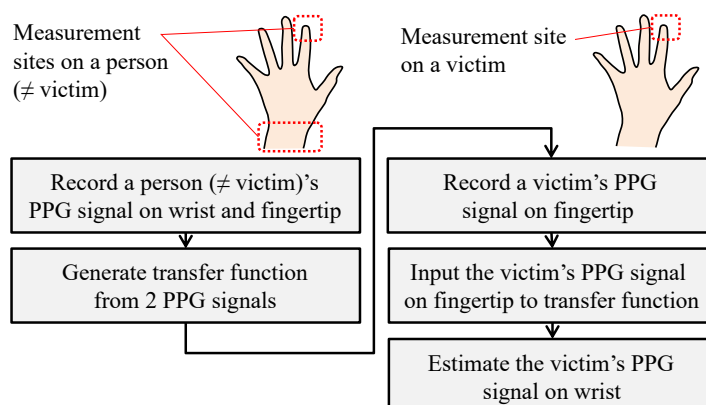 Measurement
sites on a person
(≠ victim)
Measurement site
on a victim
Record a person (≠ victim)'s
PPG signal on wrist and fingertip
Generate transfer function
from 2 PPG signals
Record a victim's PPG
signal on fingertip
Input the victim's PPG signal
on fingertip to transfer function
Estimate the victim's PPG
signal on wrist